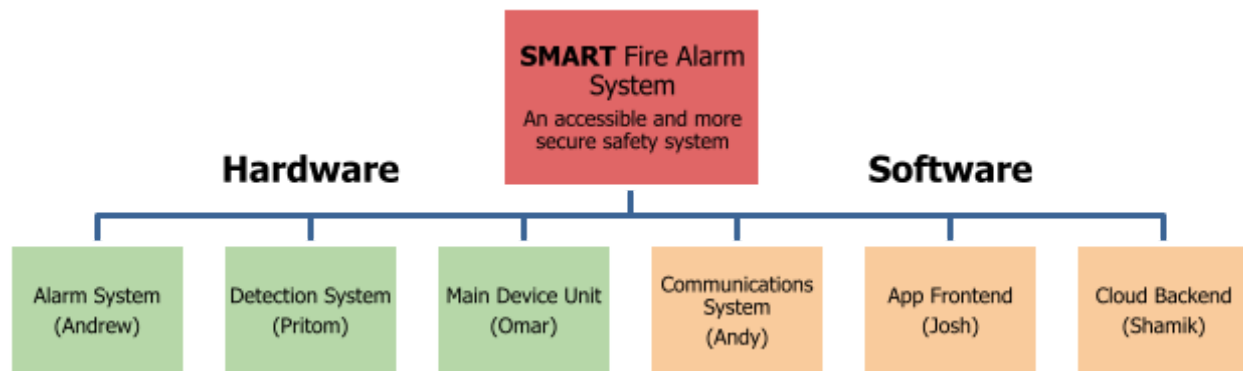 SMART Fire Alarm
System
An accessible and more
secure safety system
Hardware
Software
Alarm System
(Andrew)
Detection System
(Pritom)
Main Device Unit
(Omar)
Communications
System
(Andy)
App Frontend
(Josh)
Cloud Backend
(Shamik)